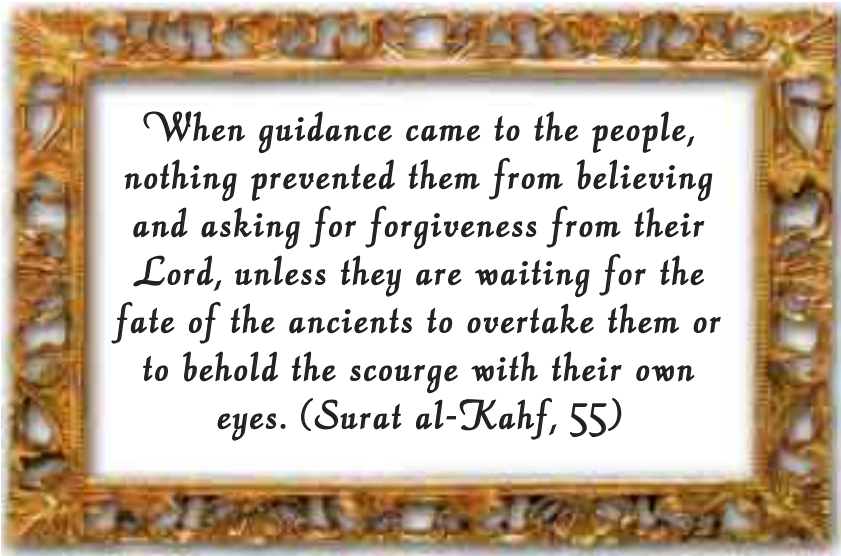 When guidance came to the people,
nothing prevented them from believing
and asking for forgiveness from their
Lord, unless they are waiting for the
fate of the ancients to overtake them or
to behold the scourge with their own
eyes. (Surat al-Kahf, 55)